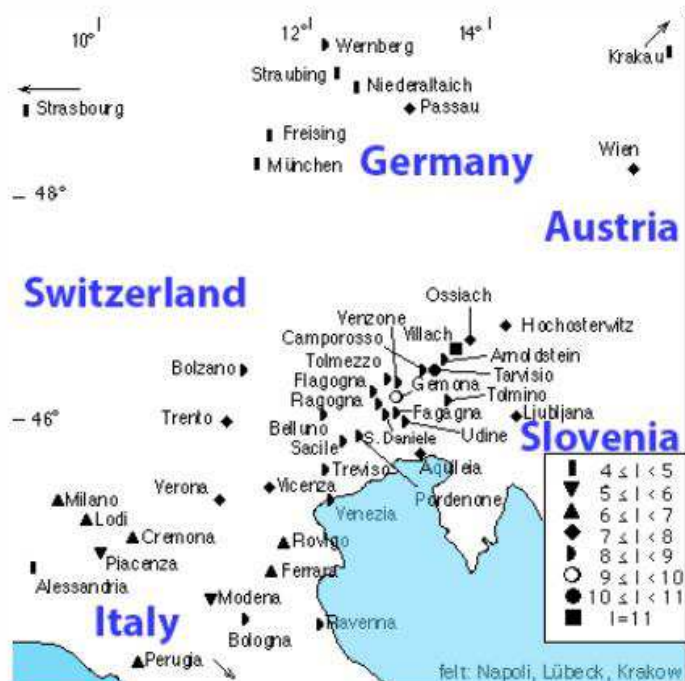 10°
12°
14°
Wernberg
Krakau
Straubing
Niederaltaich
Strasbourg
Passau
Freising
Wien
München
Germany
48°
Austria
Switzerland
Ossiach
Venzone
Villach
Hochosterwitz
Camporosso
Arnoldstein
Tolmezzo
Bolzano
Tarvisio
Flagogna
Gemona
Ragogna
Tolmino
46°
Trento
Fagagna
Ljubljana
Belluno
Udine
Slovenia
Sacile
S. Daniele
Treviso
Aquileia
Verona
Vicenza
Pordenone
Milano
Venezia
Lodi
Cremona
Rovigo
Piacenza
Ferrara
Alessandria
Modena
Italy
Ravenna
Bologna
Perugia
4 ≤ I < 5
5 ≤ I < 6
6 ≤ I < 7
7 ≤ I < 8
8 ≤ I < 9
9 ≤ I < 10
10 ≤ I < 11
I=11
felt: Napoli, Lübeck, Krakow